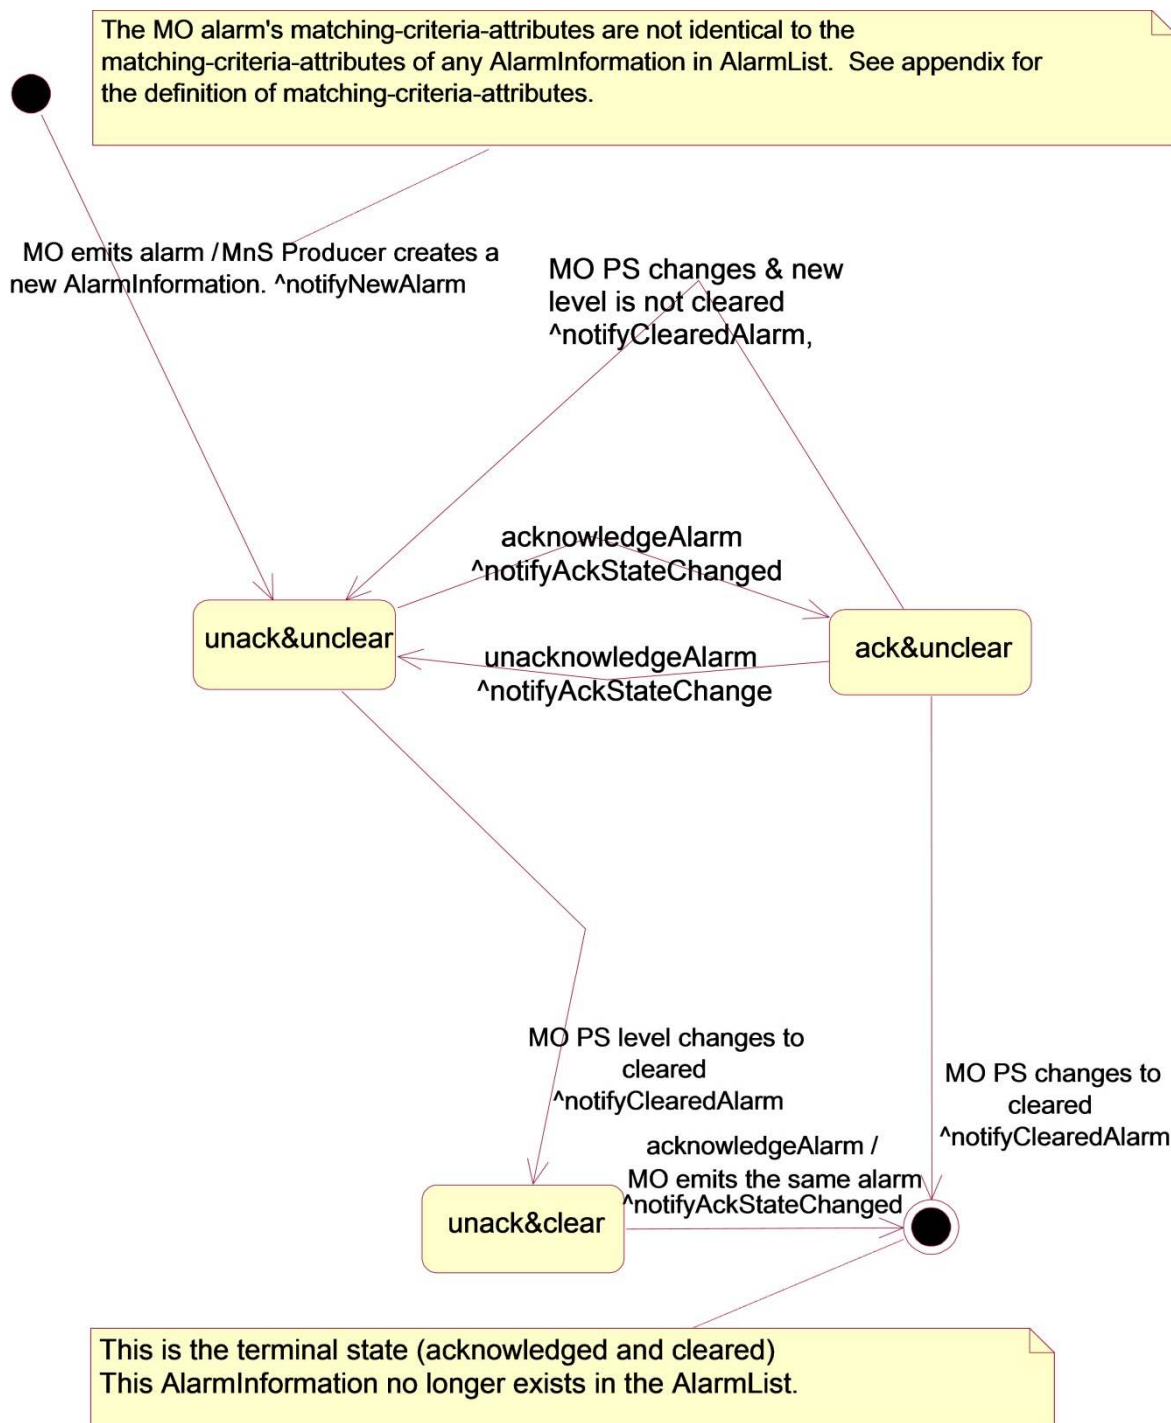 The MO alarm's matching-criteria-attributes are not identical to the
matching-criteria-attributes of any AlarmInformation in AlarmList.  See appendix for
the definition of matching-criteria-attributes.
MO emits alarm / MnS Producer creates a
new AlarmInformation. ^notifyNewAlarm
MO PS changes & new
level is not cleared
^notifyClearedAlarm,
acknowledgeAlarm
^notifyAckStateChanged
unack&unclear
ack&unclear
unacknowledgeAlarm
^notifyAckStateChange
MO PS level changes to
cleared
^notifyClearedAlarm
MO PS changes to
cleared
^notifyClearedAlarm
acknowledgeAlarm /
MO emits the same alarm
^notifyAckStateChanged
unack&clear
This is the terminal state (acknowledged and cleared)
This AlarmInformation no longer exists in the AlarmList.